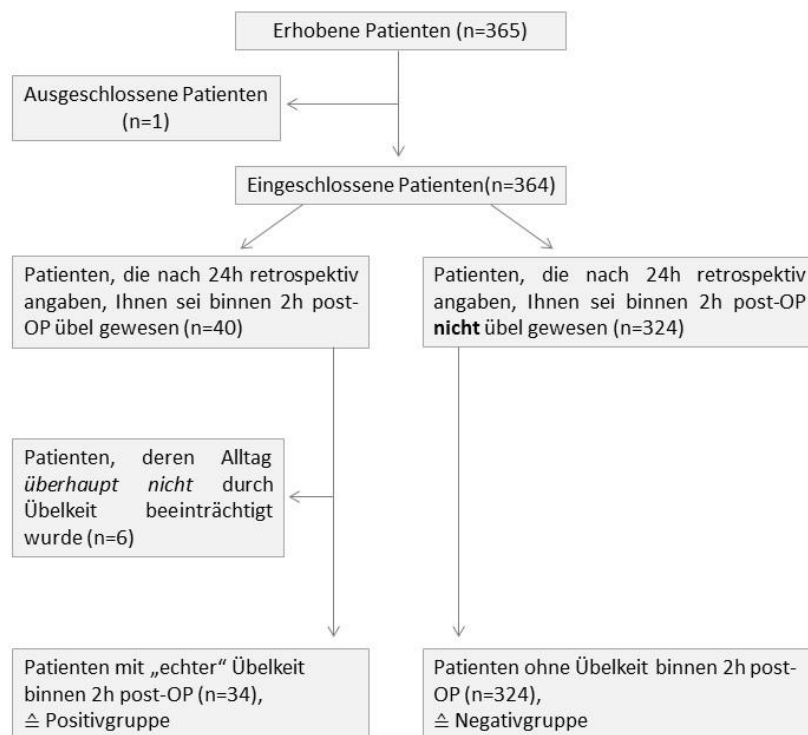 Erhobene Patienten (n=365)
Ausgeschlossene Patienten
(n=1)
Eingeschlossene Patienten(n=364)
Patienten, die nach 24h retrospektiv
angaben, Ihnen sei binnen 2h post-
OP übel gewesen (n=40)
Patienten, die nach 24h retrospektiv
angaben, Ihnen sei binnen 2h post-OP
nicht übel gewesen (n=324)
Patienten, deren Alltag
überhaupt nicht durch
Übelkeit beeinträchtigt
wurde (n=6)
Patienten mit „echter“ Übelkeit
binnen 2h post-OP (n=34),
≙ Positivgruppe
Patienten ohne Übelkeit binnen 2h post-
OP (n=324),
≙ Negativgruppe